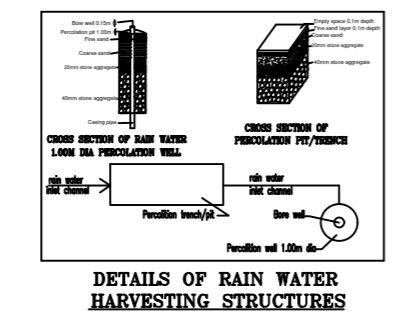 Bore well 0.15m
Percolation pit 1.00m
Fine sand
Coarse sand
20mm stone aggregate
40mm stone aggregate
Casing pipe
CROSS SECTION OF RAIN WATER
1.00M DIA PERCOLATION WELL
Empty space 0.1m depth
Fine sand layer 0.1m depth
Coarse sand
20mm stone aggregate
40mm stone aggregate
CROSS SECTION OF
PERCOLATION PIT/TRENCH
rain water
inlet channel
Percolition trench/pit
rain water
inlet channel
Bore well
Percolition well 1.00m dia
DETAILS OF RAIN WATER
HARVESTING STRUCTURES